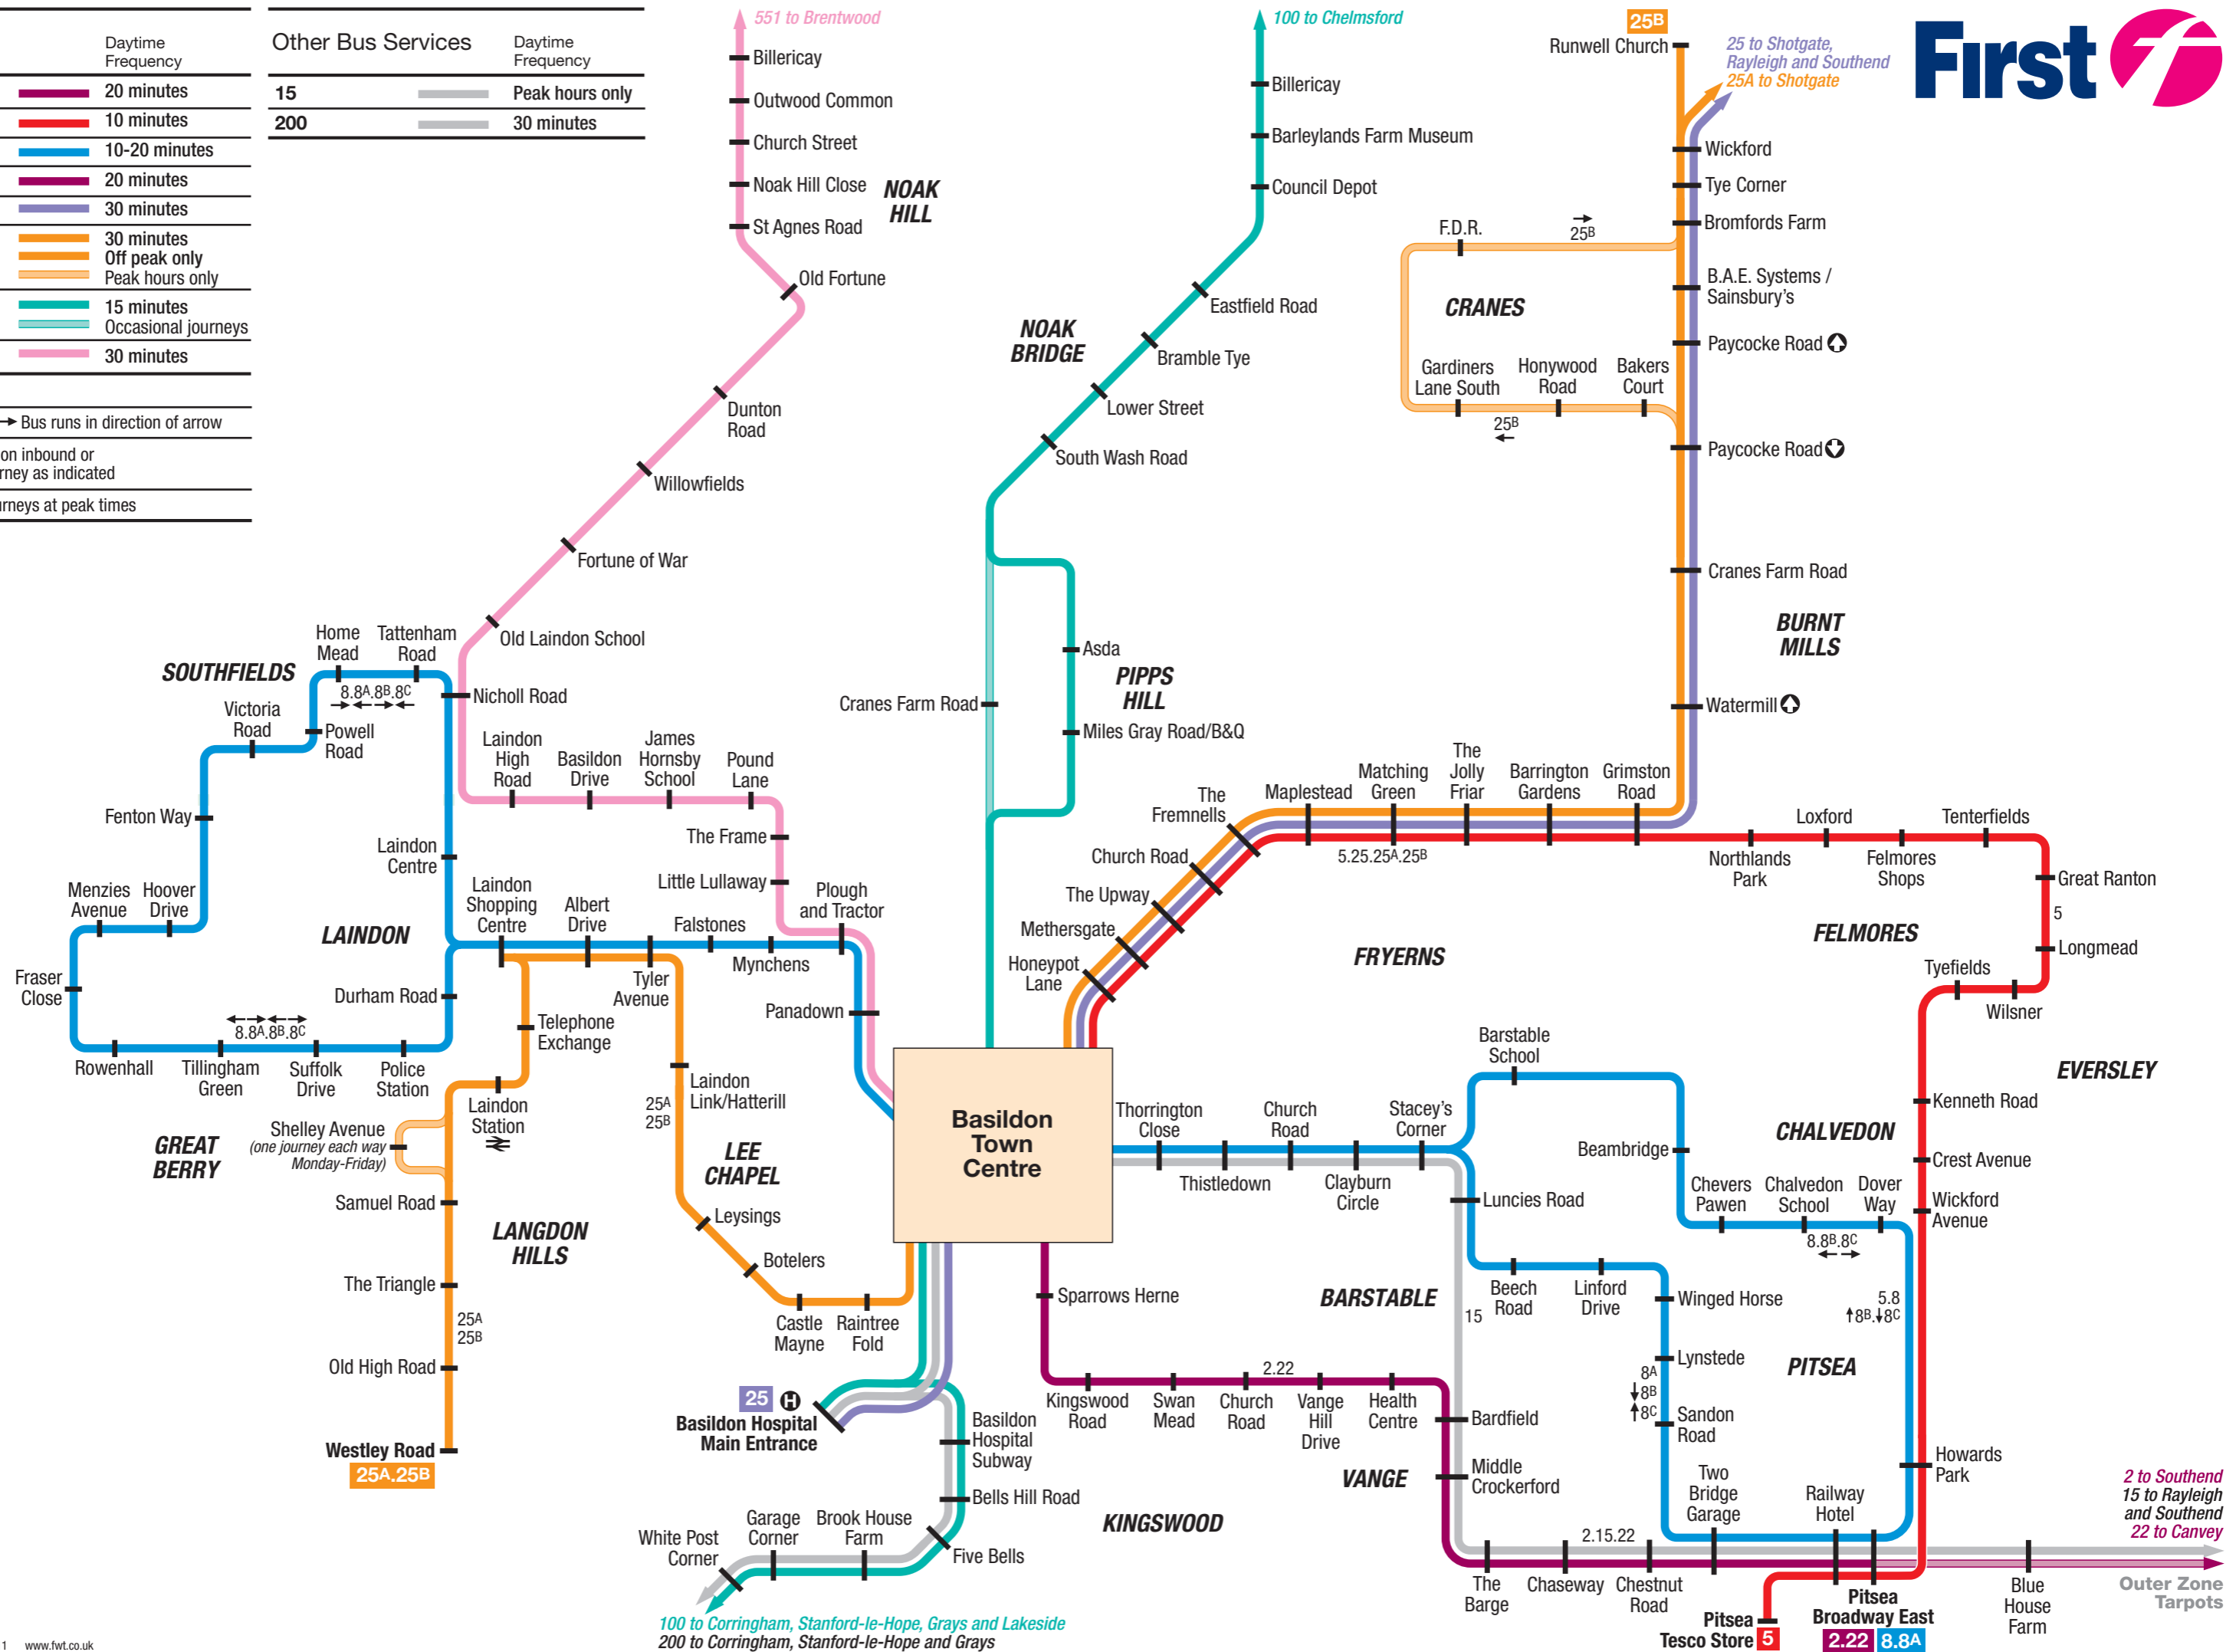 Daytime
Frequency
20 minutes
10 minutes
10-20 minutes
20 minutes
30 minutes
30 minutes
Off peak only
Peak hours only
15 minutes
Occasional journeys
30 minutes
Bus runs in direction of arrow
on inbound or
rney as indicated
urneys at peak times
Other Bus Services
Daytime
Frequency
15
Peak hours only
200
30 minutes
551 to Brentwood
Billericay
Outwood Common
Church Street
Noak Hill Close
St Agnes Road
NOAK
HILL
Old Fortune
Dunton
Road
Willowfields
Fortune of War
Old Laindon School
Nicholl Road
Laindon
High
Road
Basildon
Drive
James
Hornsby
School
Pound
Lane
The Frame
Little Lullaway
Plough
and Tractor
Panadown
100 to Chelmsford
Billericay
Barleylands Farm Museum
Council Depot
Eastfield Road
NOAK
BRIDGE
Bramble Tye
Lower Street
South Wash Road
Asda
PIPPS
HILL
Cranes Farm Road
Miles Gray Road/B&Q
25B
Runwell Church
25 to Shotgate,
Rayleigh and Southend
25A to Shotgate
First
Wickford
Tye Corner
Bromfords Farm
F.D.R.
25B
CRANES
B.A.E. Systems /
Sainsbury's
Paycocke Road
Gardiners
Lane South
Honywood
Road
Bakers
Court
25B
Paycocke Road
Cranes Farm Road
BURNT
MILLS
Watermill
SOUTHFIELDS
Home
Mead
Tattenham
Road
8.8A.8B.8C
Victoria
Road
Powell
Road
Fenton Way
Laindon
Centre
Menzies
Avenue
Hoover
Drive
LAINDON
Laindon
Shopping
Centre
Albert
Drive
Tyler
Avenue
Falstones
Mynchens
Fraser
Close
Durham Road
8.8A.8B.8C
Rowenhall
Tillingham
Green
Suffolk
Drive
Police
Station
Telephone
Exchange
Laindon
Station
Laindon
Link/Hatterill
25A
25B
Shelley Avenue
(one journey each way
Monday-Friday)
GREAT
BERRY
LEE
CHAPEL
Samuel Road
LANGDON
HILLS
Leysings
Botelers
The Triangle
25A
25B
Castle
Mayne
Raintree
Fold
Old High Road
Westley Road
25A.25B
The
Fremnells
Maplestead
Matching
Green
The
Jolly
Friar
Barrington
Gardens
Grimston
Road
5.25.25A.25B
Church Road
The Upway
Methersgate
Honeypot
Lane
FRYERNS
Northlands
Park
Loxford
Felmores
Shops
Tenterfields
Great Ranton
5
Longmead
FELMORES
Tyefields
Wilsner
EVERSLEY
Kenneth Road
Crest Avenue
Wickford
Avenue
Basildon
Town
Centre
Thorrington
Close
Thistledown
Church
Road
Clayburn
Circle
Stacey's
Corner
Barstable
School
Beambridge
CHALVEDON
Chevers
Pawen
Chalvedon
School
Dover
Way
8.8B.8C
Luncies Road
Beech
Road
Linford
Drive
Winged Horse
BARSTABLE
15
5.8
8B.8C
Lynstede
PITSEA
8A
8B
8C
Sandon
Road
Howards
Park
Two
Bridge
Garage
Railway
Hotel
Sparrows Herne
2.22
Kingswood
Road
Swan
Mead
Church
Road
Vange
Hill
Drive
Health
Centre
Bardfield
VANGE
Middle
Crockerford
25
H
Basildon Hospital
Main Entrance
Basildon
Hospital
Subway
Bells Hill Road
KINGSWOOD
Five Bells
White Post
Corner
Garage
Corner
Brook House
Farm
100 to Corringham, Stanford-le-Hope, Grays and Lakeside
200 to Corringham, Stanford-le-Hope and Grays
2.15.22
The
Barge
Chaseway
Chestnut
Road
Pitsea
Tesco Store
5
Pitsea
Broadway East
2.22
8.8A
Blue
House
Farm
2 to Southend
15 to Rayleigh
and Southend
22 to Canvey
Outer Zone
Tarpots
1 www.fwt.co.uk